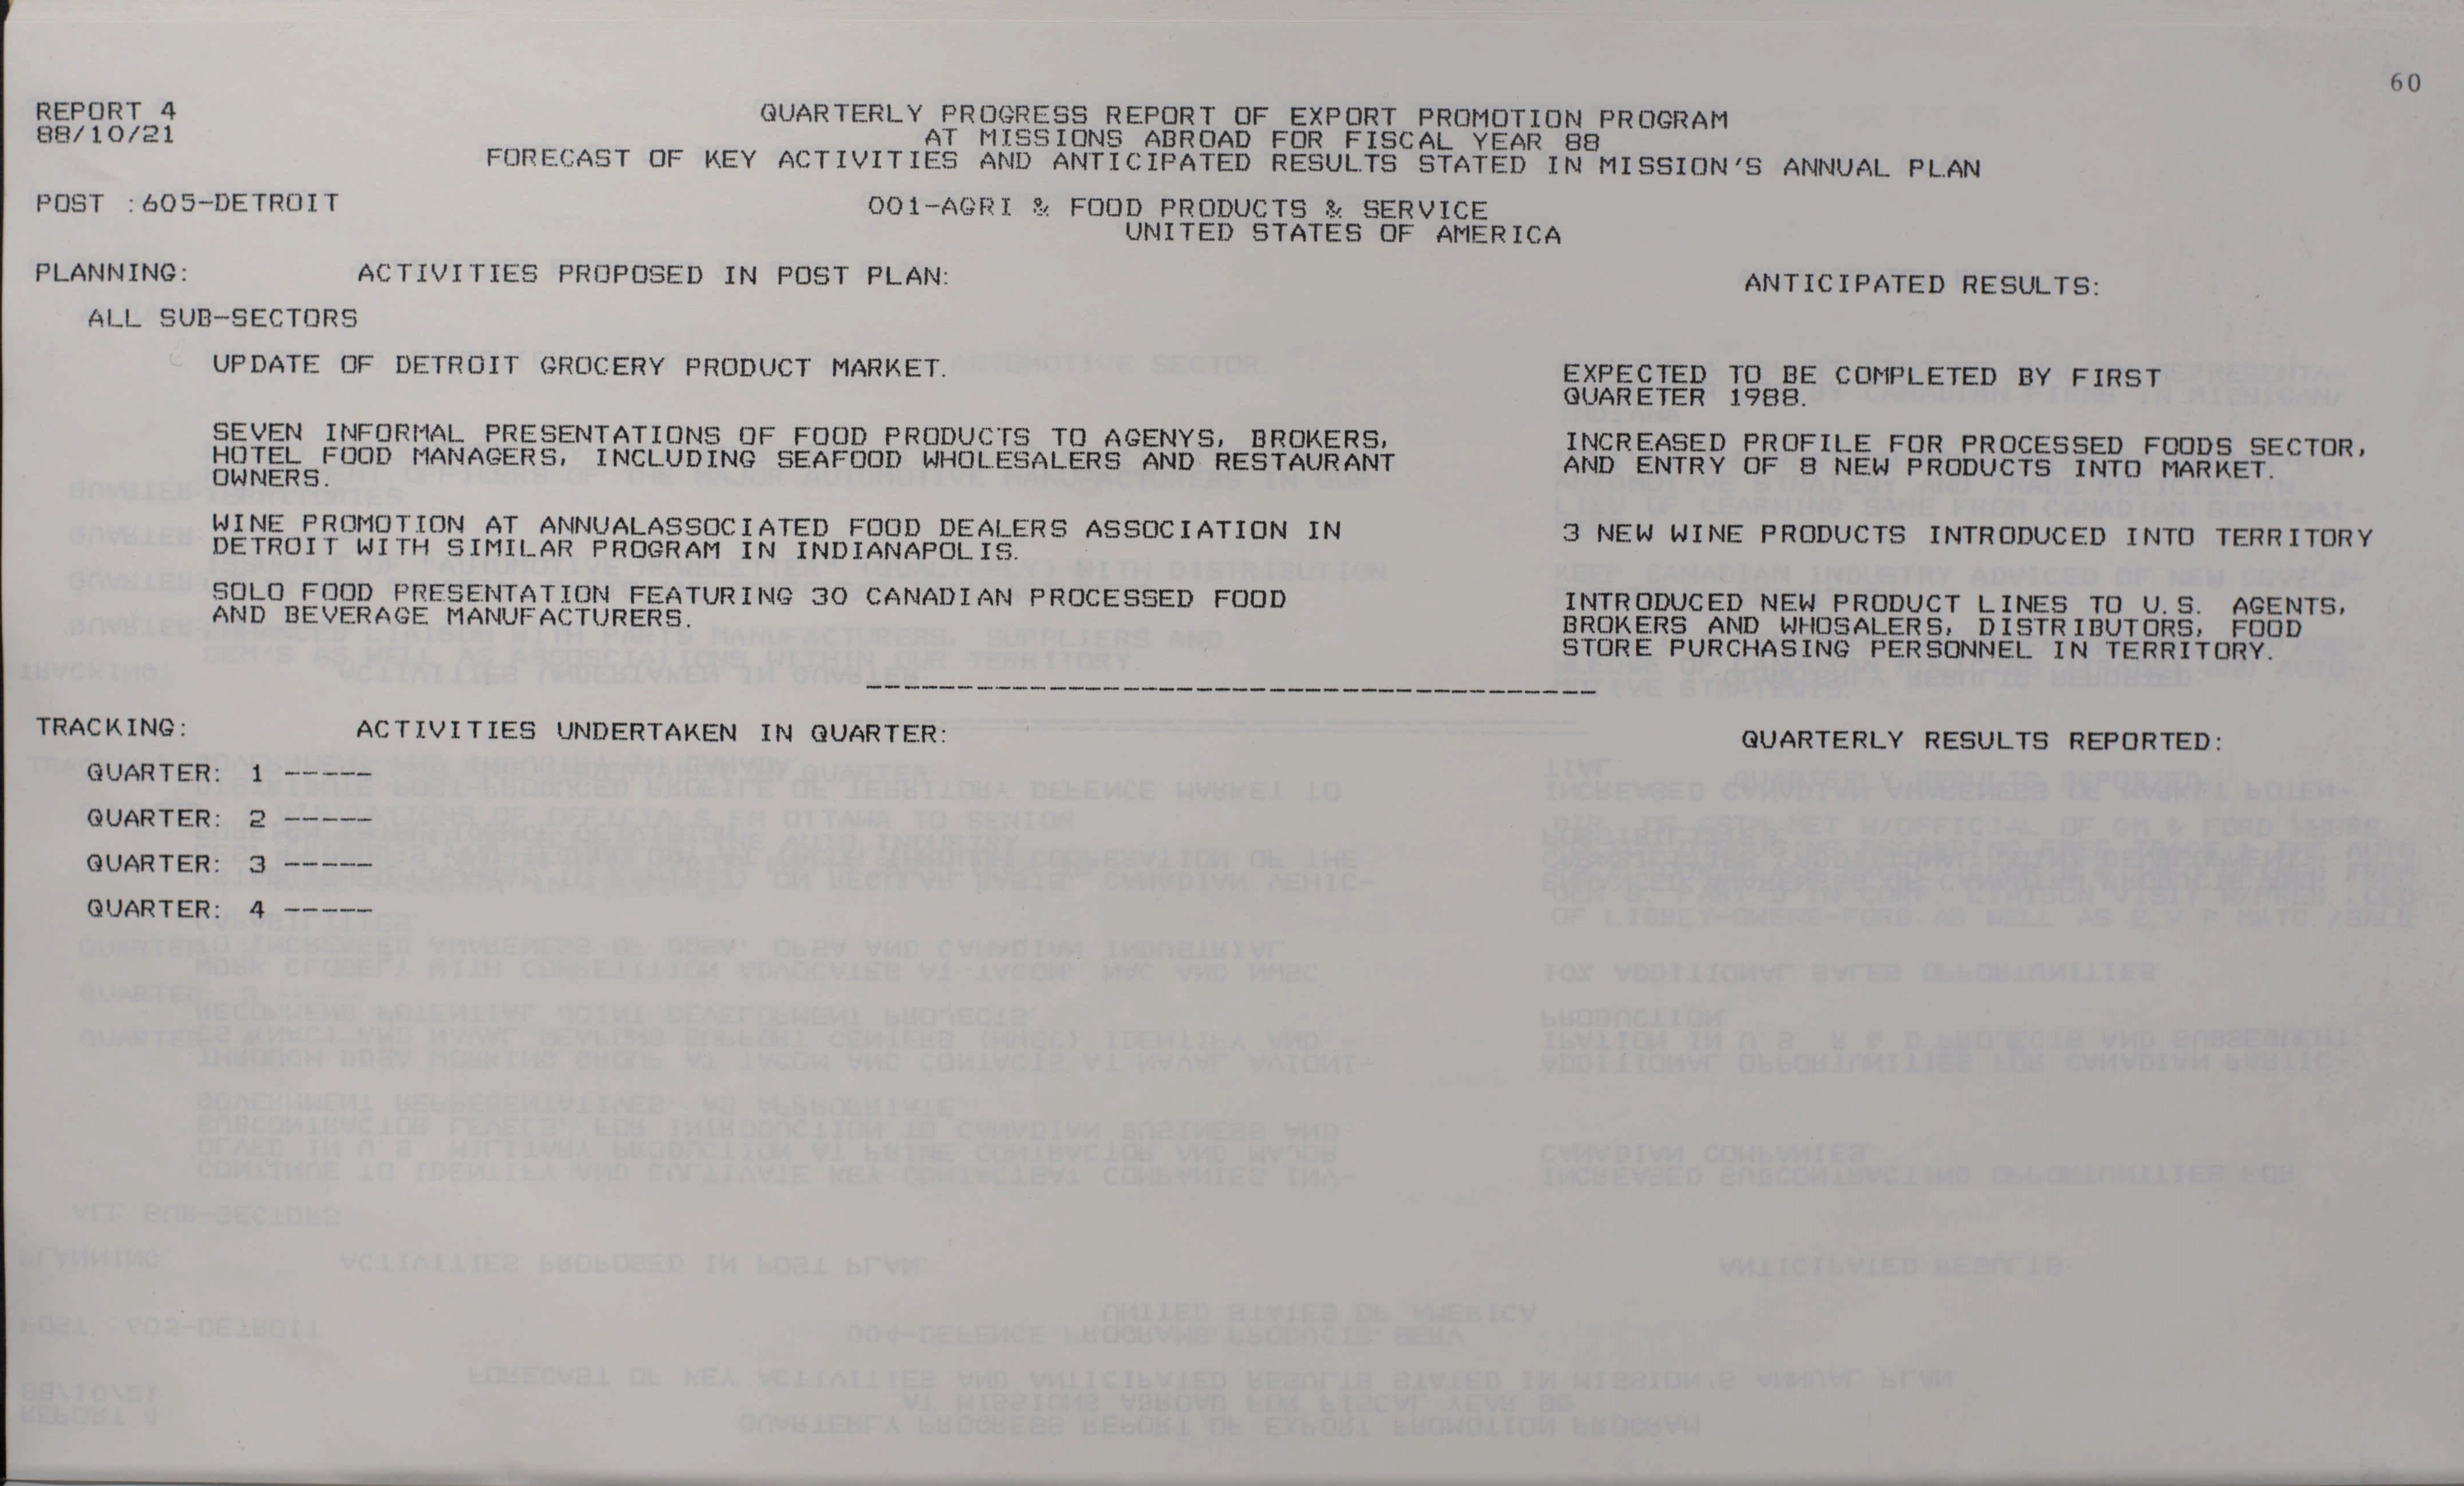 60
REPORT 4
88/10/21
QUARTERLY PROGRESS REPORT OF EXPORT PROMOTION PROGRAM
AT MISSIONS ABROAD FOR FISCAL YEAR 88
FORECAST OF KEY ACTIVITIES AND ANTICIPATED RESULTS STATED IN MISSION'S ANNUAL PLAN
POST :605-DETROIT
001-AGRI & FOOD PRODUCTS & SERVICE
UNITED STATES OF AMERICA
PLANNING: ACTIVITIES PROPOSED IN POST PLAN: ANTICIPATED RESULTS:
ALL SUB-SECTORS
UPDATE OF DETROIT GROCERY PRODUCT MARKET.
EXPECTED TO BE COMPLETED BY FIRST
QUARETER 1988.
SEVEN INFORMAL PRESENTATIONS OF FOOD PRODUCTS TO AGENYS, BROKERS,
HOTEL FOOD MANAGERS, INCLUDING SEAFOOD WHOLESALERS AND RESTAURANT
OWNERS.
INCREASED PROFILE FOR PROCESSED FOODS SECTOR,
AND ENTRY OF 8 NEW PRODUCTS INTO MARKET.
WINE PROMOTION AT ANNUALASSOCIATED FOOD DEALERS ASSOCIATION IN
DETROIT WITH SIMILAR PROGRAM IN INDIANAPOLIS.
3 NEW WINE PRODUCTS INTRODUCED INTO TERRITORY
SOLO FOOD PRESENTATION FEATURING 30 CANADIAN PROCESSED FOOD
AND BEVERAGE MANUFACTURERS.
INTRODUCED NEW PRODUCT LINES TO U.S. AGENTS,
BROKERS AND WHOSALERS, DISTRIBUTORS, FOOD
STORE PURCHASING PERSONNEL IN TERRITORY.
----------------------------------------
TRACKING: ACTIVITIES UNDERTAKEN IN QUARTER: QUARTERLY RESULTS REPORTED:
QUARTER: 1 -----
QUARTER: 2 -----
QUARTER: 3 -----
QUARTER: 4 -----